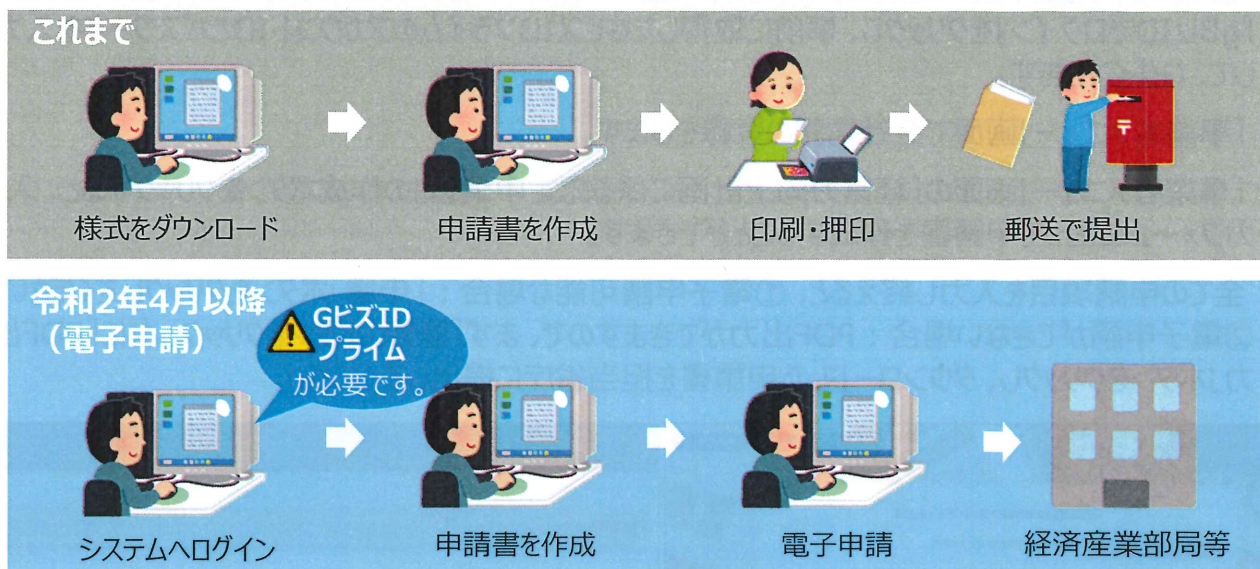 これまで
様式をダウンロード
申請書を作成
印刷・押印
郵送で提出
令和2年4月以降
（電子申請）
GビズID
プライム
が必要です。
システムへログイン
申請書を作成
電子申請
経済産業部局等